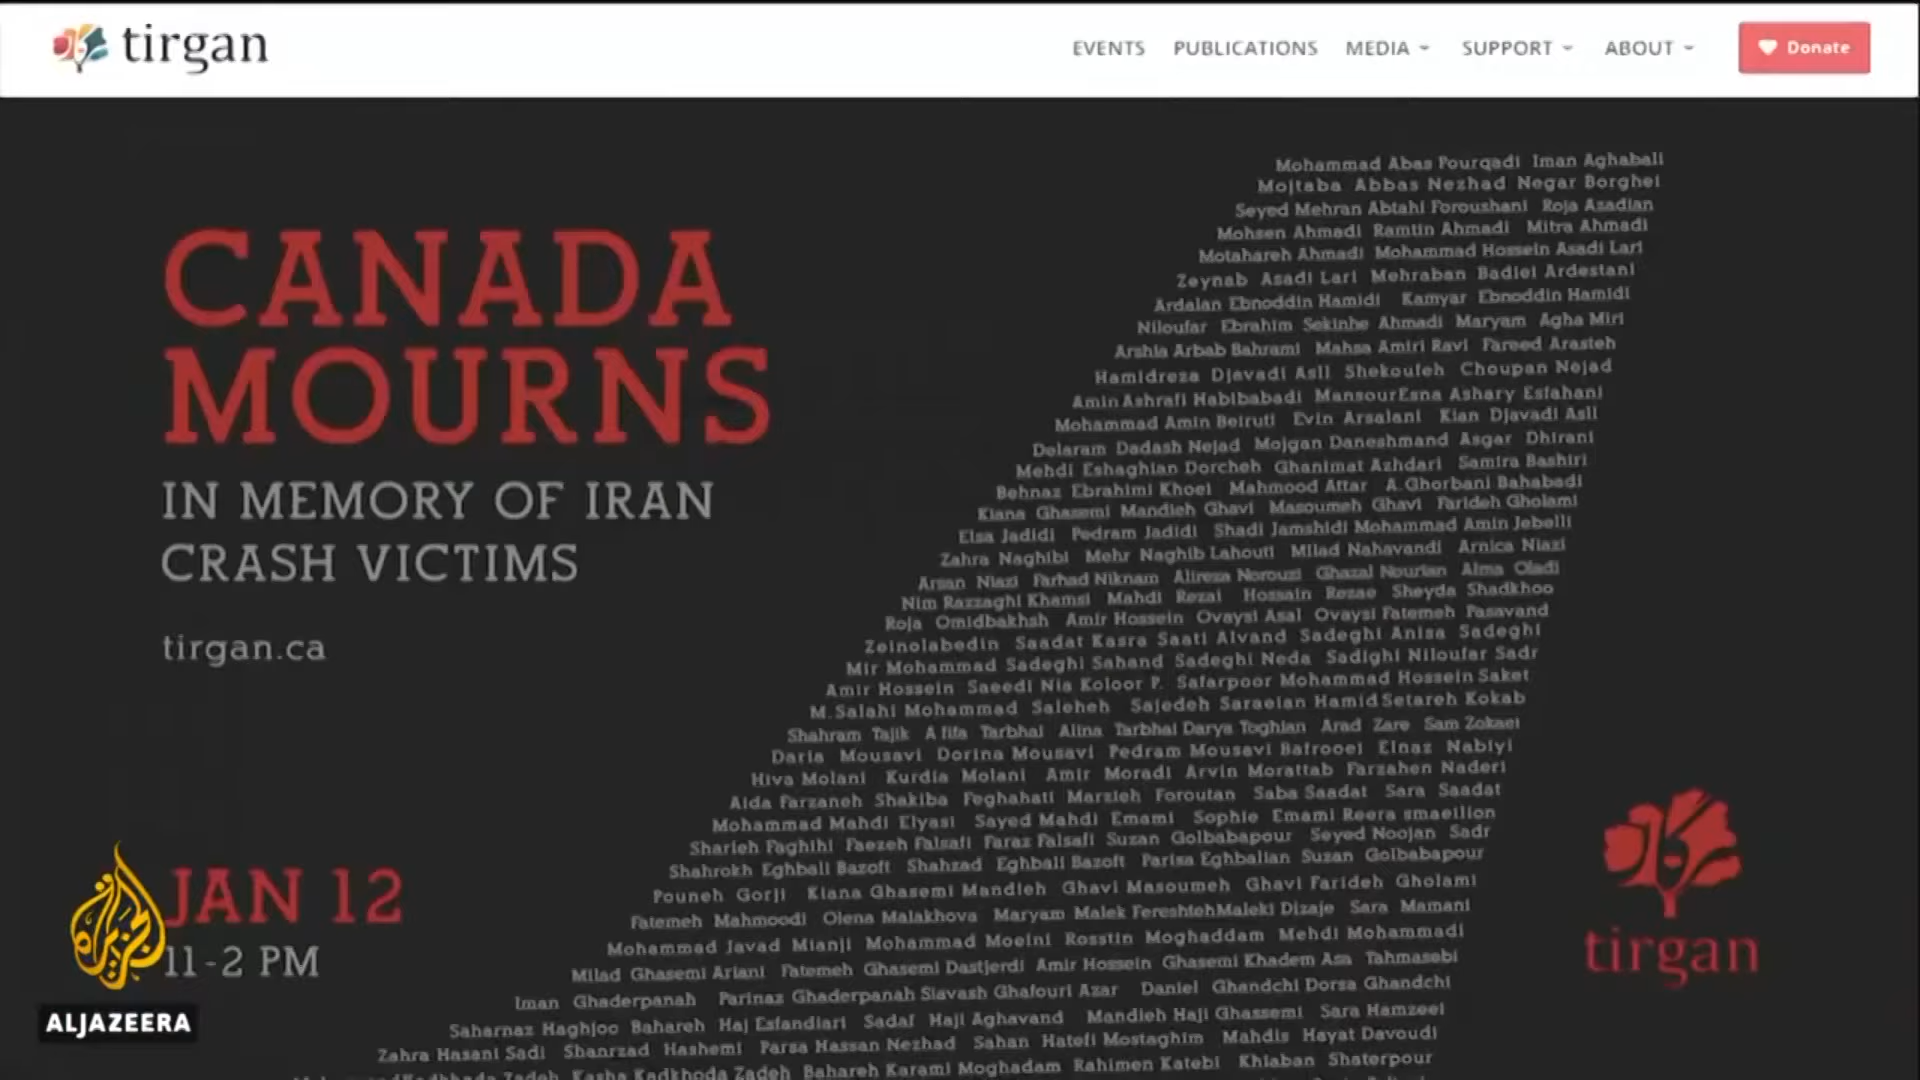 tirgan
EVENTS PUBLICATIONS MEDIA SUPPORT ABOUT Donate
CANADA
MOURNS
IN MEMORY OF IRAN
CRASH VICTIMS
tirgan.ca
JAN 12
11-2 PM
ALJAZEERA
Mohammad Abas Pourqadi Iman Aghabali
Mojtaba Abbas Nezhad Negar Borghei
Seyed Mehran Abtahi Foroushani Roja Azadian
Mohsen Ahmadi Ramtin Ahmadi Mitra Ahmadi
Motahareh Ahmadi Mohammad Hossein Asadi Lari
Zeynab Asadi Lari Mehraban Badiei Ardestani
Ardalan Ebnoddin Hamidi Kamyar Ebnoddin Hamidi
Niloufar Ebrahim Sekinhe Ahmadi Maryam Agha Miri
Arshia Arbab Bahrami Mahsa Amiri Ravi Fareed Arasteh
Hamidreza Djavadi Asll Shekoufeh Choupan Nejad
Amin Ashrafi Habibabadi MansourEsna Ashary Esfahani
Mohammad Amin Beiruti Evin Arsalani Kian Djavadi Asll
Delaram Dadash Nejad Mojgan Daneshmand Asgar Dhirani
Mehdi Eshaghian Dorcheh Ghanimat Azhdari Samira Bashiri
Behnaz Ebrahimi Khoei Mahmood Attar A. Ghorbani Bahabadi
Kiana Ghasemi Mandieh Ghavi Masoumeh Ghavi Farideh Gholami
Elsa Jadidi Pedram Jadidi Shadi Jamshidi Mohammad Amin Jebelli
Zahra Naghibi Mehr Naghib Lahouti Milad Nahavandi Arnica Niazi
Arsan Niazi Farhad Niknam Alireza Norouzi Ghazal Nourian Alma Oladi
Nim Razzaghi Khamsi Mahdi Rezai Hossain Rezae Sheyda Shadkhoo
Roja Omidbakhsh Amir Hossein Ovaysi Asal Ovaysi Fatemeh Pasavand
Zeinolabedin Saadat Kasra Saati Alvand Sadeghi Anisa Sadeghi
Mir Mohammad Sadeghi Sahand Sadeghi Neda Sadighi Niloufar Sadr
Amir Hossein Saeedi Nia Koloor P. Safarpoor Mohammad Hossein Saket
M.Salahi Mohammad Saleheh Sajedeh Saraeian Hamid Setareh Kokab
Shahram Tajik A fifa Tarbhai Alina Tarbhai Darya Toghian Arad Zare Sam Zokaei
Daria Mousavi Dorina Mousavi Pedram Mousavi Bafrooei Elnaz Nabiyi
Hiva Molani Kurdia Molani Amir Moradi Arvin Morattab Farzahen Naderi
Aida Farzaneh Shakiba Feghahati Marzieh Foroutan Saba Saadat Sara Saadat
Mohammad Mahdi Elyasi Sayed Mahdi Emami Sophie Emami Reera smaeilion
Sharieh Faghihi Faezeh Falsafi Faraz Falsafi Suzan Golbabapour Seyed Noojan Sadr
Shahrokh Eghbali Bazoft Shahzad Eghbali Bazoft Parisa Eghbalian Suzan Golbabapour
Pouneh Gorji Kiana Ghasemi Mandieh Ghavi Masoumeh Ghavi Farideh Gholami
Fatemeh Mahmoodi Olena Malakhova Maryam Malek FereshtehMaleki Dizaje Sara Mamani
Mohammad Javad Mianji Mohammad Moeini Rosstin Moghaddam Mehdi Mohammadi
Milad Ghasemi Ariani Fatemeh Ghasemi Dastjerdi Amir Hossein Ghasemi Khadem Asa Tahmasebi
Iman Ghaderpanah Parinaz Ghaderpanah Siavash Ghafouri Azar Daniel Ghandchi Dorsa Ghandchi
Saharnaz Haghjoo Bahareh Haj Esfandiari Sadaf Haji Aghavand Mandieh Haji Ghassemi Sara Hamzeei
Zahra Hasani Sadi Shanrzad Hashemi Parsa Hassan Nezhad Sahan Hatefi Mostaghim Mahdis Hayat Davoudi
Zadeh Kasha Kadkhoda Zadeh Bahareh Karami Moghadam Rahimen Katebi Khiaban Shaterpour
tirgan